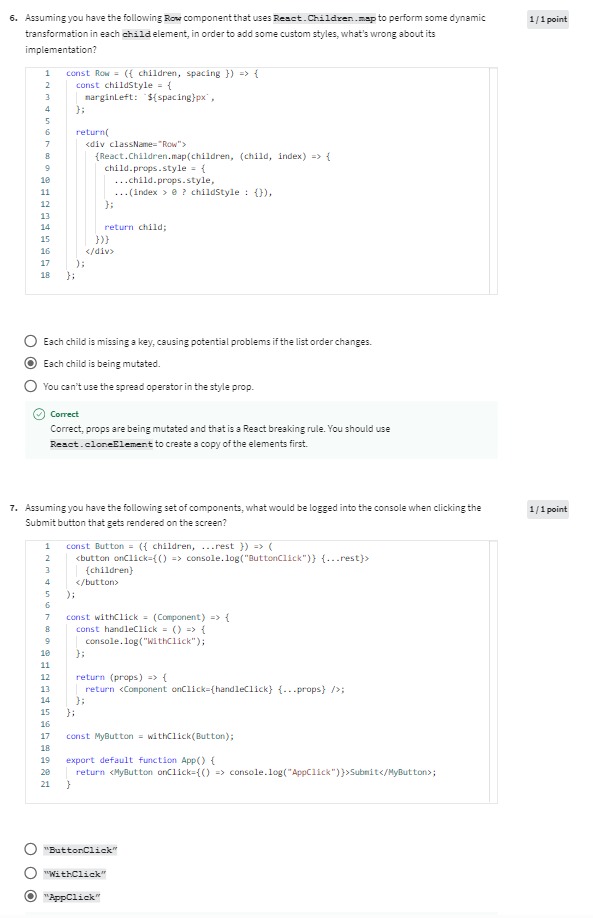 6. Assuming you have the following Row component that uses React.Children.map to perform some dynamic
1 / 1 point
transformation in each child element, in order to add some custom styles, what's wrong about its
implementation?
1 const Row = ({ children, spacing }) => {
2 const childStyle = {
3 marginLeft: `${spacing}px`,
4 };
5
6 return(
7 <div className="Row">
8 {React.Children.map(children, (child, index) => {
9 child.props.style = {
10 ...child.props.style,
11 ...(index > 0 ? childStyle : {}),
12 };
13
14 return child;
15 })}
16 </div>
17 );
18 };
Each child is missing a key, causing potential problems if the list order changes.
Each child is being mutated.
You can't use the spread operator in the style prop.
Correct
Correct, props are being mutated and that is a React breaking rule. You should use
React.cloneElement to create a copy of the elements first.
7. Assuming you have the following set of components, what would be logged into the console when clicking the
1 / 1 point
Submit button that gets rendered on the screen?
1 const Button = ({ children, ...rest }) => (
2 <button onClick={() => console.log("ButtonClick")} {...rest}>
3 {children}
4 </button>
5 );
6
7 const withClick = (Component) => {
8 const handleClick = () => {
9 console.log("WithClick");
10 };
11
12 return (props) => {
13 return <Component onClick={handleClick} {...props} />;
14 };
15 };
16
17 const MyButton = withClick(Button);
18
19 export default function App() {
20 return <MyButton onClick={() => console.log("AppClick")}>Submit</MyButton>;
21 }
"ButtonClick"
"WithClick"
"AppClick"